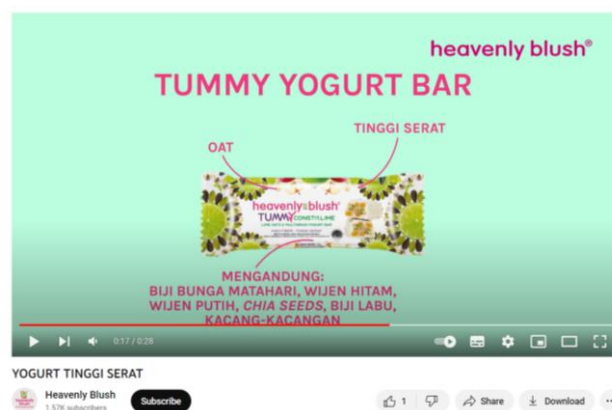 heavenly blush®
TUMMY YOGURT BAR
TINGGI SERAT
OAT
heavenly blush®
TUMMY
MENGANDUNG:
BIJI BUNGA MATAHARI, WIJEN HITAM,
WIJEN PUTIH, CHIA SEEDS, BIJI LABU,
KACANG-KACANGAN
0:17 / 0:28
YOGURT TINGGI SERAT
Heavenly Blush
1.57K subscribers
Subscribe
1
Share
Download